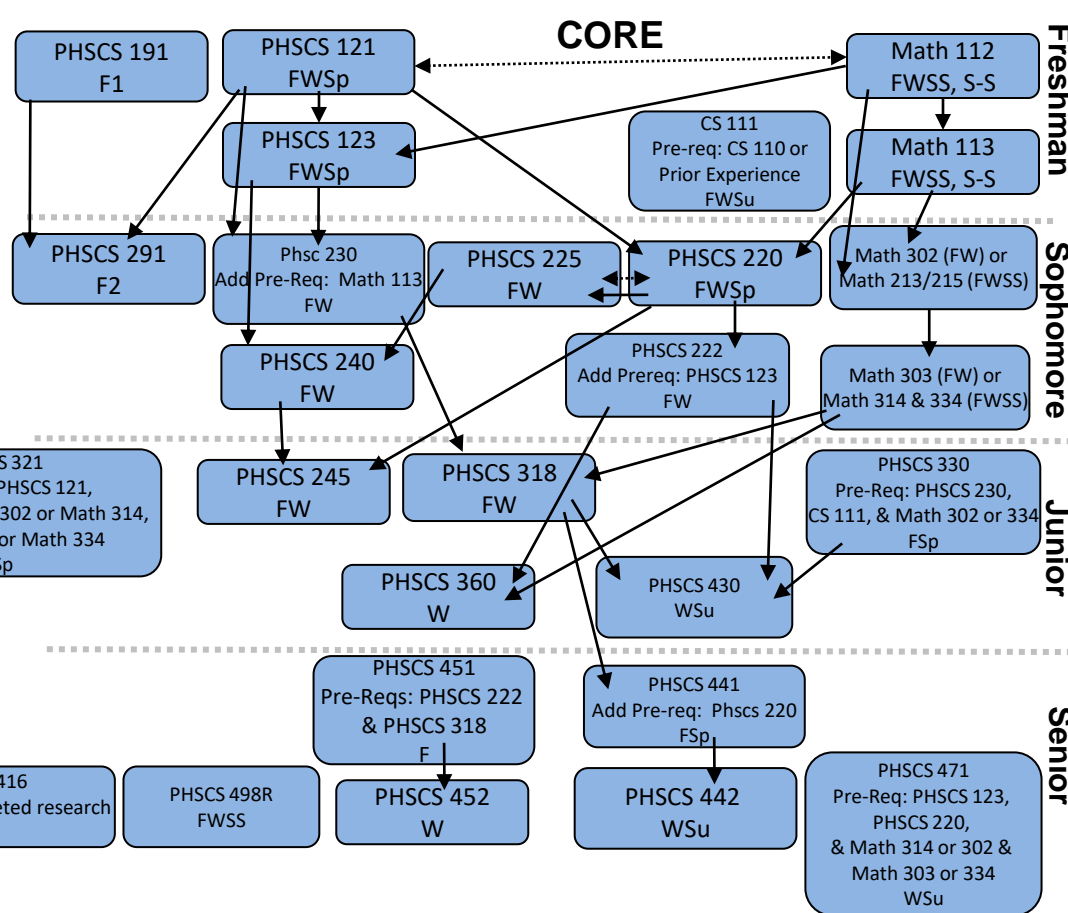 CORE
Freshman
PHSCS 191
F1
PHSCS 121
FWSp
Math 112
FWSS, S-S
PHSCS 123
FWSp
CS 111
Pre-req: CS 110 or
Prior Experience
FWSu
Math 113
FWSS, S-S
Sophomore
PHSCS 291
F2
Phsc 230
Add Pre-Req: Math 113
FW
PHSCS 225
FW
PHSCS 220
FWSp
Math 302 (FW) or
Math 213/215 (FWSS)
PHSCS 240
FW
PHSCS 222
Add Prereq: PHSCS 123
FW
Math 303 (FW) or
Math 314 & 334 (FWSS)
Junior
S 321
PHSCS 121,
302 or Math 314,
or Math 334
Sp
PHSCS 245
FW
PHSCS 318
FW
PHSCS 330
Pre-Req: PHSCS 230,
CS 111, & Math 302 or 334
FSp
PHSCS 360
W
PHSCS 430
WSu
Senior
PHSCS 451
Pre-Reqs: PHSCS 222
& PHSCS 318
F
PHSCS 441
Add Pre-req: Phscs 220
FSp
416
eted research
PHSCS 498R
FWSS
PHSCS 452
W
PHSCS 442
WSu
PHSCS 471
Pre-Req: PHSCS 123,
PHSCS 220,
& Math 314 or 302 &
Math 303 or 334
WSu